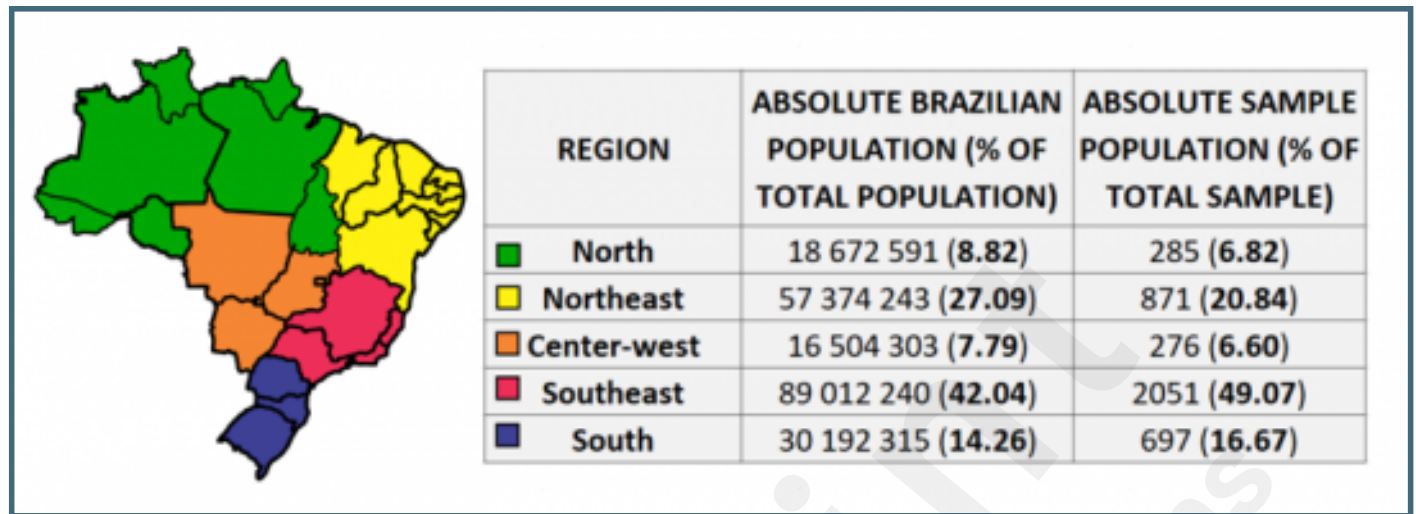 REGION
ABSOLUTE BRAZILIAN
POPULATION (% OF
TOTAL POPULATION)
ABSOLUTE SAMPLE
POPULATION (% OF
TOTAL SAMPLE)
North 18 672 591 (8.82) 285 (6.82)
Northeast 57 374 243 (27.09) 871 (20.84)
Center-west 16 504 303 (7.79) 276 (6.60)
Southeast 89 012 240 (42.04) 2051 (49.07)
South 30 192 315 (14.26) 697 (16.67)